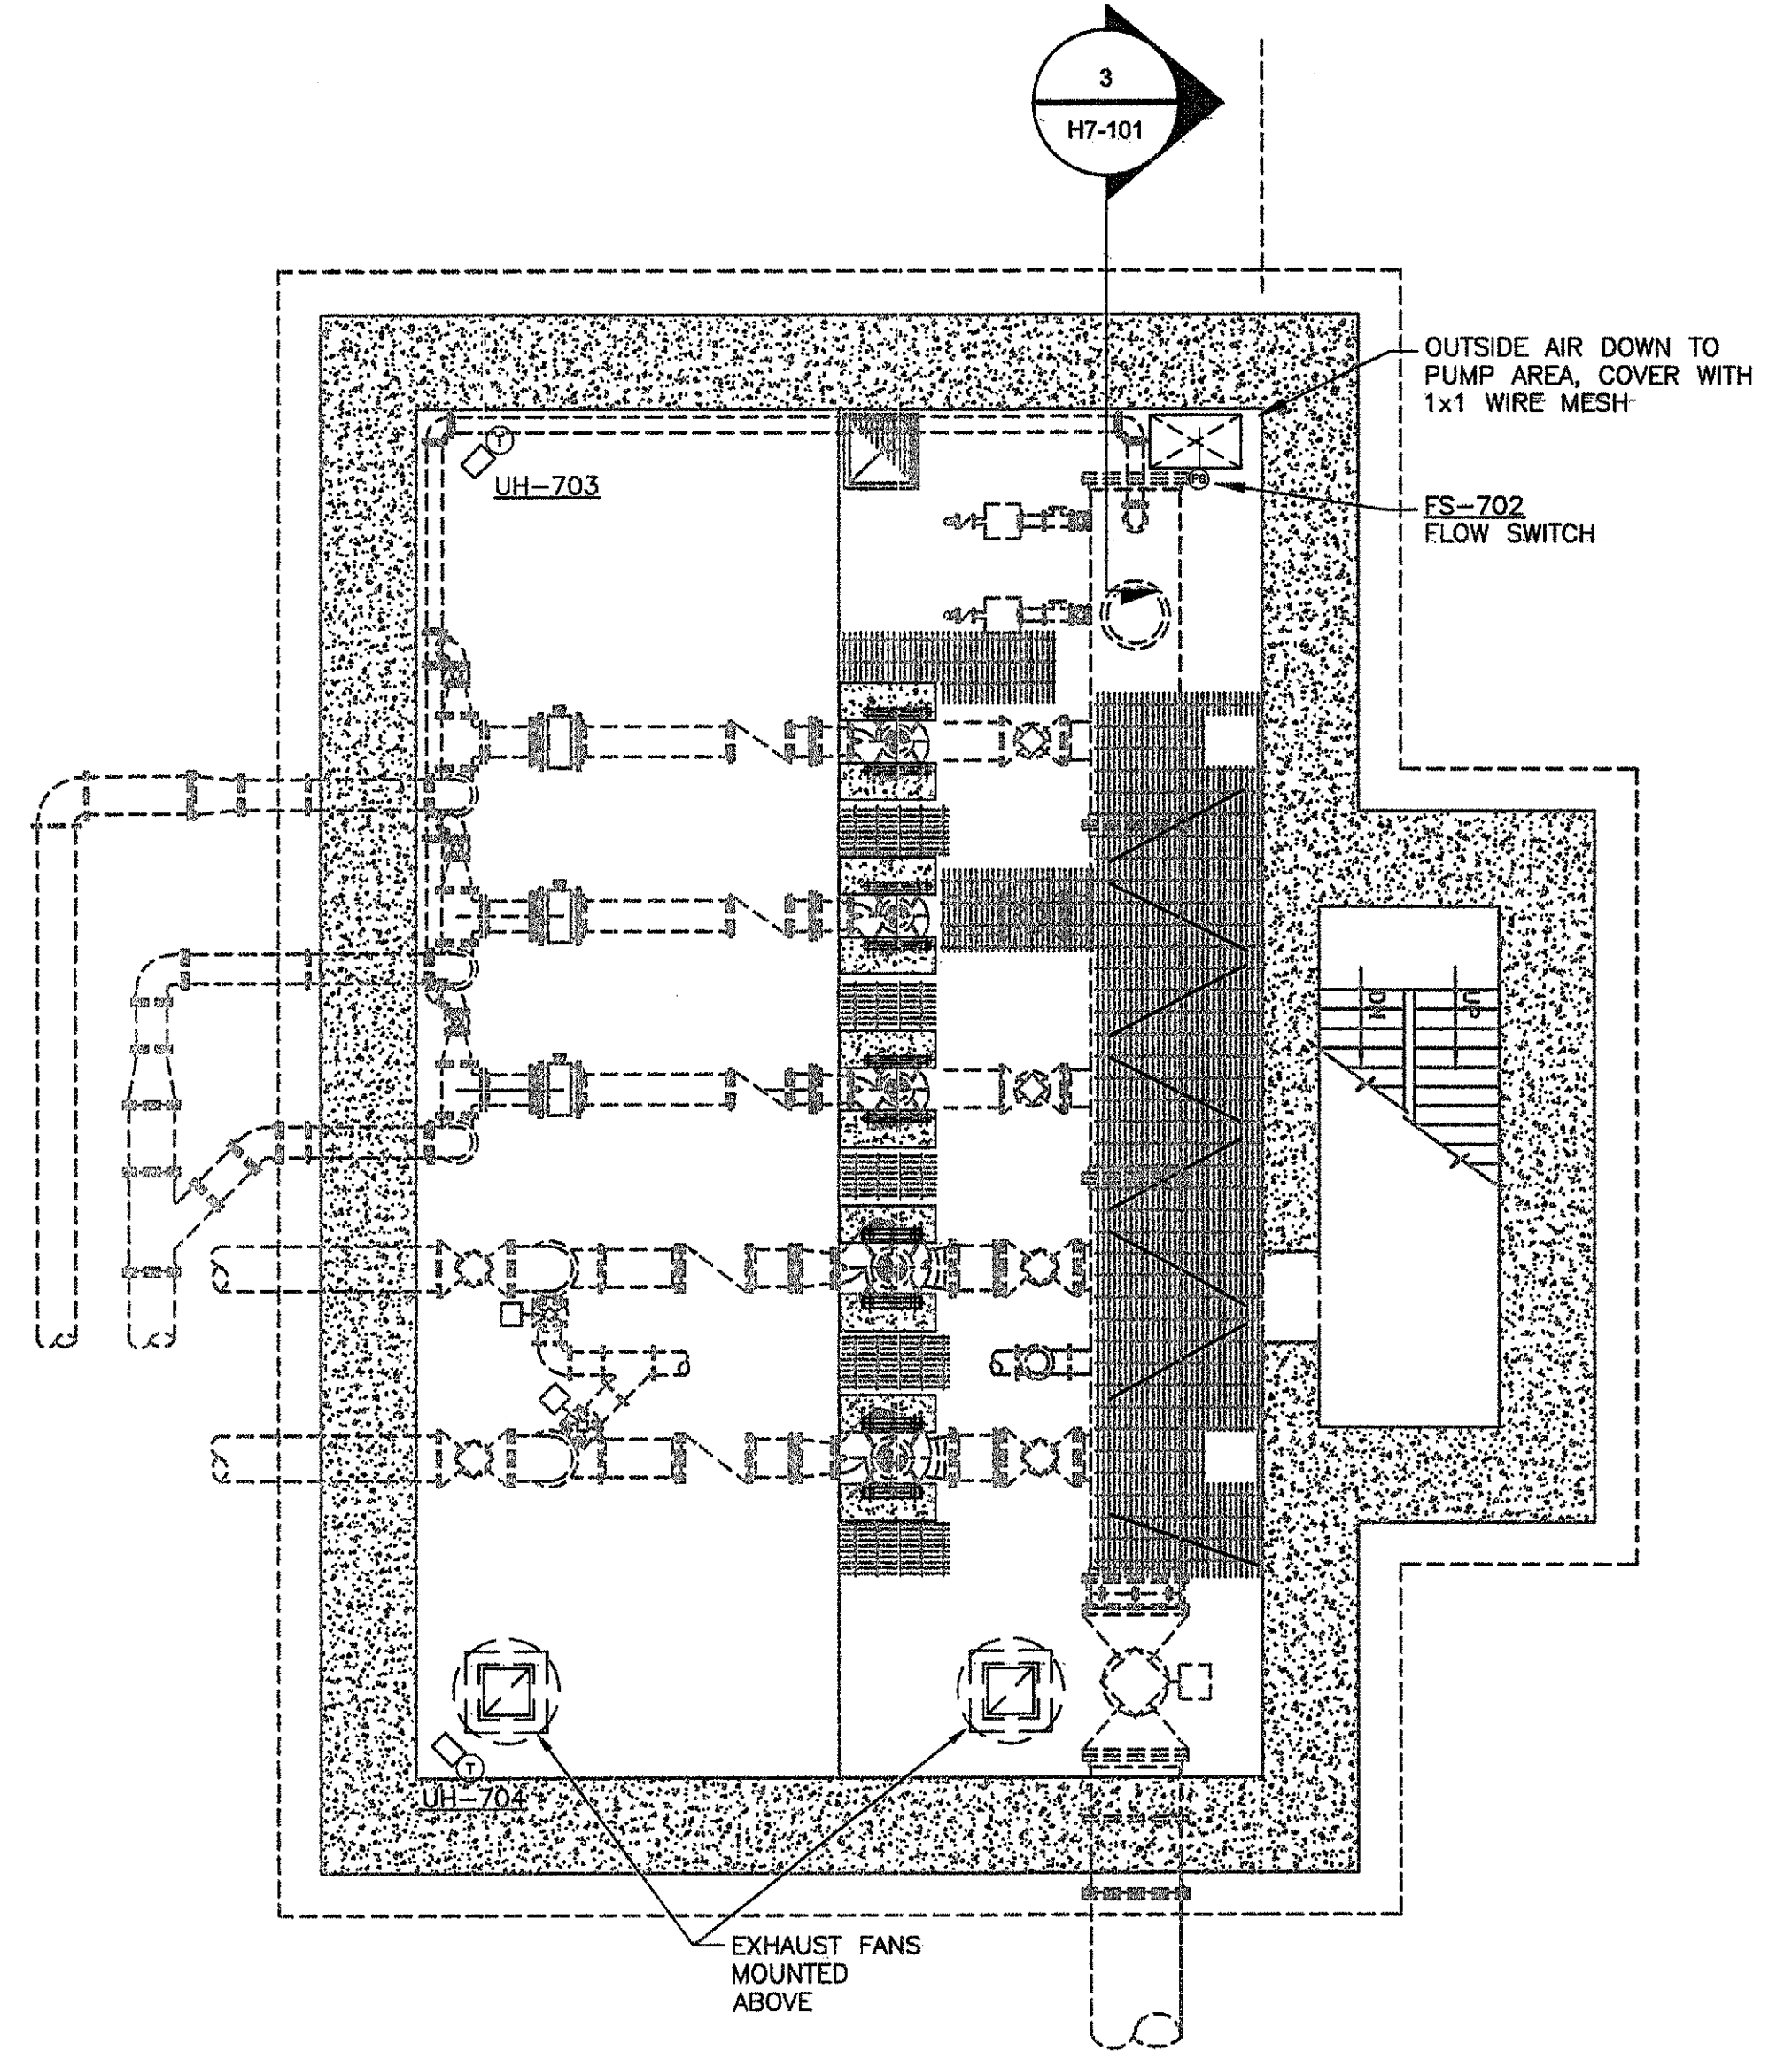 3
H7-101
OUTSIDE AIR DOWN TO
PUMP AREA, COVER WITH
1x1 WIRE MESH
T
UH-703
FS
FS-702
FLOW SWITCH
DN
UP
T
UH-704
EXHAUST FANS
MOUNTED
ABOVE